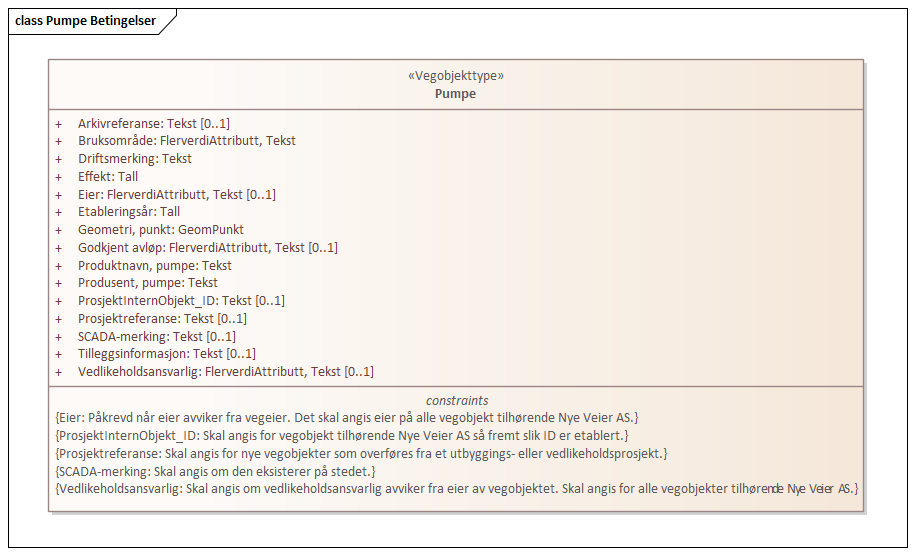 class Pumpe Betingelser
«Vegobjekttype»
Pumpe
+ Arkivreferanse: Tekst [0..1]
+ Bruksområde: FlerverdiAttributt, Tekst
+ Driftsmerking: Tekst
+ Effekt: Tall
+ Eier: FlerverdiAttributt, Tekst [0..1]
+ Etableringsår: Tall
+ Geometri, punkt: GeomPunkt
+ Godkjent avløp: FlerverdiAttributt, Tekst [0..1]
+ Produktnavn, pumpe: Tekst
+ Produsent, pumpe: Tekst
+ ProsjektInternObjekt_ID: Tekst [0..1]
+ Prosjektreferanse: Tekst [0..1]
+ SCADA-merking: Tekst [0..1]
+ Tilleggsinformasjon: Tekst [0..1]
+ Vedlikeholdsansvarlig: FlerverdiAttributt, Tekst [0..1]
constraints
{Eier: Påkrevd når eier avviker fra vegeier. Det skal angis eier på alle vegobjekt tilhørende Nye Veier AS.}
{ProsjektInternObjekt_ID: Skal angis for vegobjekt tilhørende Nye Veier AS så fremt slik ID er etablert.}
{Prosjektreferanse: Skal angis for nye vegobjekter som overføres fra et utbyggings- eller vedlikeholdsprosjekt.}
{SCADA-merking: Skal angis om den eksisterer på stedet.}
{Vedlikeholdsansvarlig: Skal angis om vedlikeholdsansvarlig avviker fra eier av vegobjektet. Skal angis for alle vegobjekter tilhørende Nye Veier AS.}